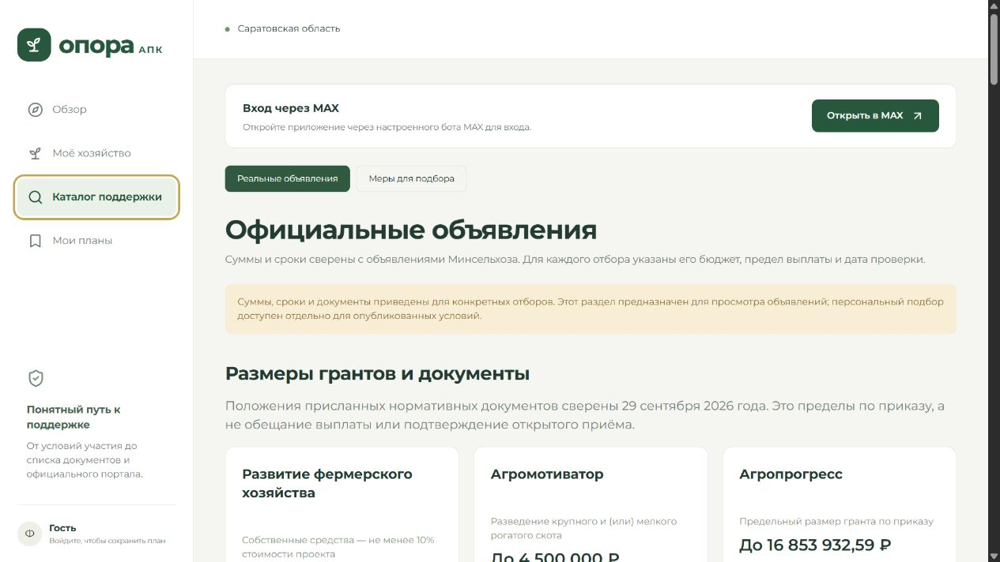 опора АПК
Обзор
Моё хозяйство
Каталог поддержки
Мои планы
Понятный путь к
поддержке
От условий участия до
списка документов и
официального портала.
Ф
Гость
Войдите, чтобы сохранить план
Саратовская область
Вход через MAX
Откройте приложение через настроенного бота MAX для входа.
Открыть в MAX
Реальные объявления
Меры для подбора
Официальные объявления
Суммы и сроки сверены с объявлениями Минсельхоза. Для каждого отбора указаны его бюджет, предел выплаты и дата проверки.
Суммы, сроки и документы приведены для конкретных отборов. Этот раздел предназначен для просмотра объявлений; персональный подбор
доступен отдельно для опубликованных условий.
Размеры грантов и документы
Положения присланных нормативных документов сверены 29 сентября 2026 года. Это пределы по приказу, а
не обещание выплаты или подтверждение открытого приёма.
Развитие фермерского
хозяйства
Собственные средства — не менее 10%
стоимости проекта
Агромотиватор
Разведение крупного и (или) мелкого
рогатого скота
До 4 500 000 ₽
Агропрогресс
Предельный размер гранта по приказу
До 16 853 932,59 ₽